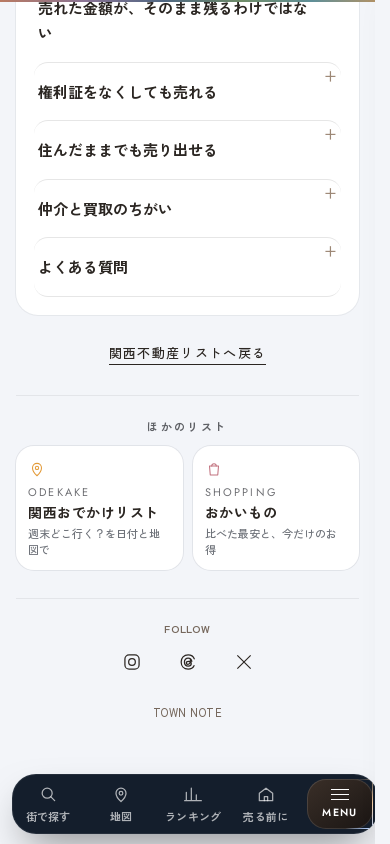 売れた金額が、そのまま残るわけではな
い
権利証をなくしても売れる
住んだままでも売り出せる
仲介と買取のちがい
よくある質問
関西不動産リストへ戻る
ほかのリスト
ODEKAKE
関西おでかけリスト
週末どこ行く？を日付と地
図で
SHOPPING
おかいもの
比べた最安と、今だけのお
得
FOLLOW
TOWN NOTE
街で探す
地図
ランキング
売る前に
MENU